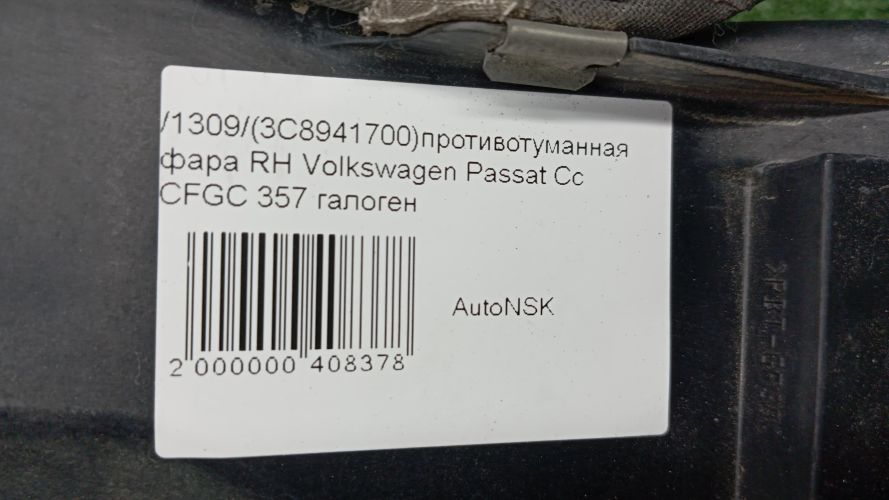 /1309/(3C8941700)противотуманная
фара RH Volkswagen Passat Cc
CFGC 357 галоген
AutoNSK
2 000000 408378